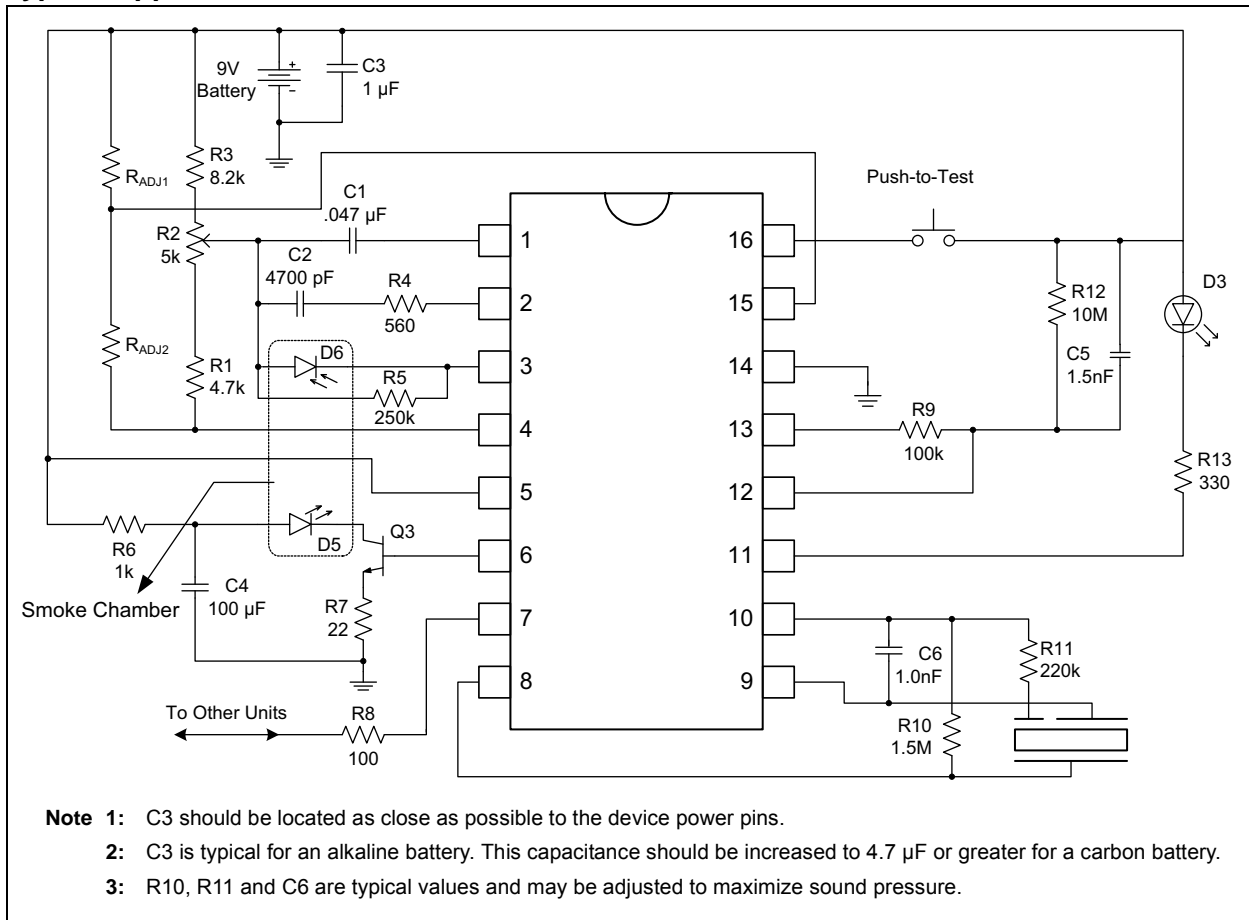 9V
Battery
C3
1 µF
R3
8.2k
R_ADJ1
C1
.047 µF
Push-to-Test
R2
5k
C2
4700 pF
R4
560
1
2
3
4
5
6
7
8
16
15
14
13
12
11
10
9
D3
R12
10M
C5
1.5nF
R_ADJ2
R1
4.7k
D6
R5
250k
R9
100k
R13
330
R6
1k
D5
Q3
C4
100 µF
Smoke Chamber
R7
22
To Other Units
R8
100
C6
1.0nF
R11
220k
R10
1.5M
Note 1: C3 should be located as close as possible to the device power pins.
2: C3 is typical for an alkaline battery. This capacitance should be increased to 4.7 µF or greater for a carbon battery.
3: R10, R11 and C6 are typical values and may be adjusted to maximize sound pressure.